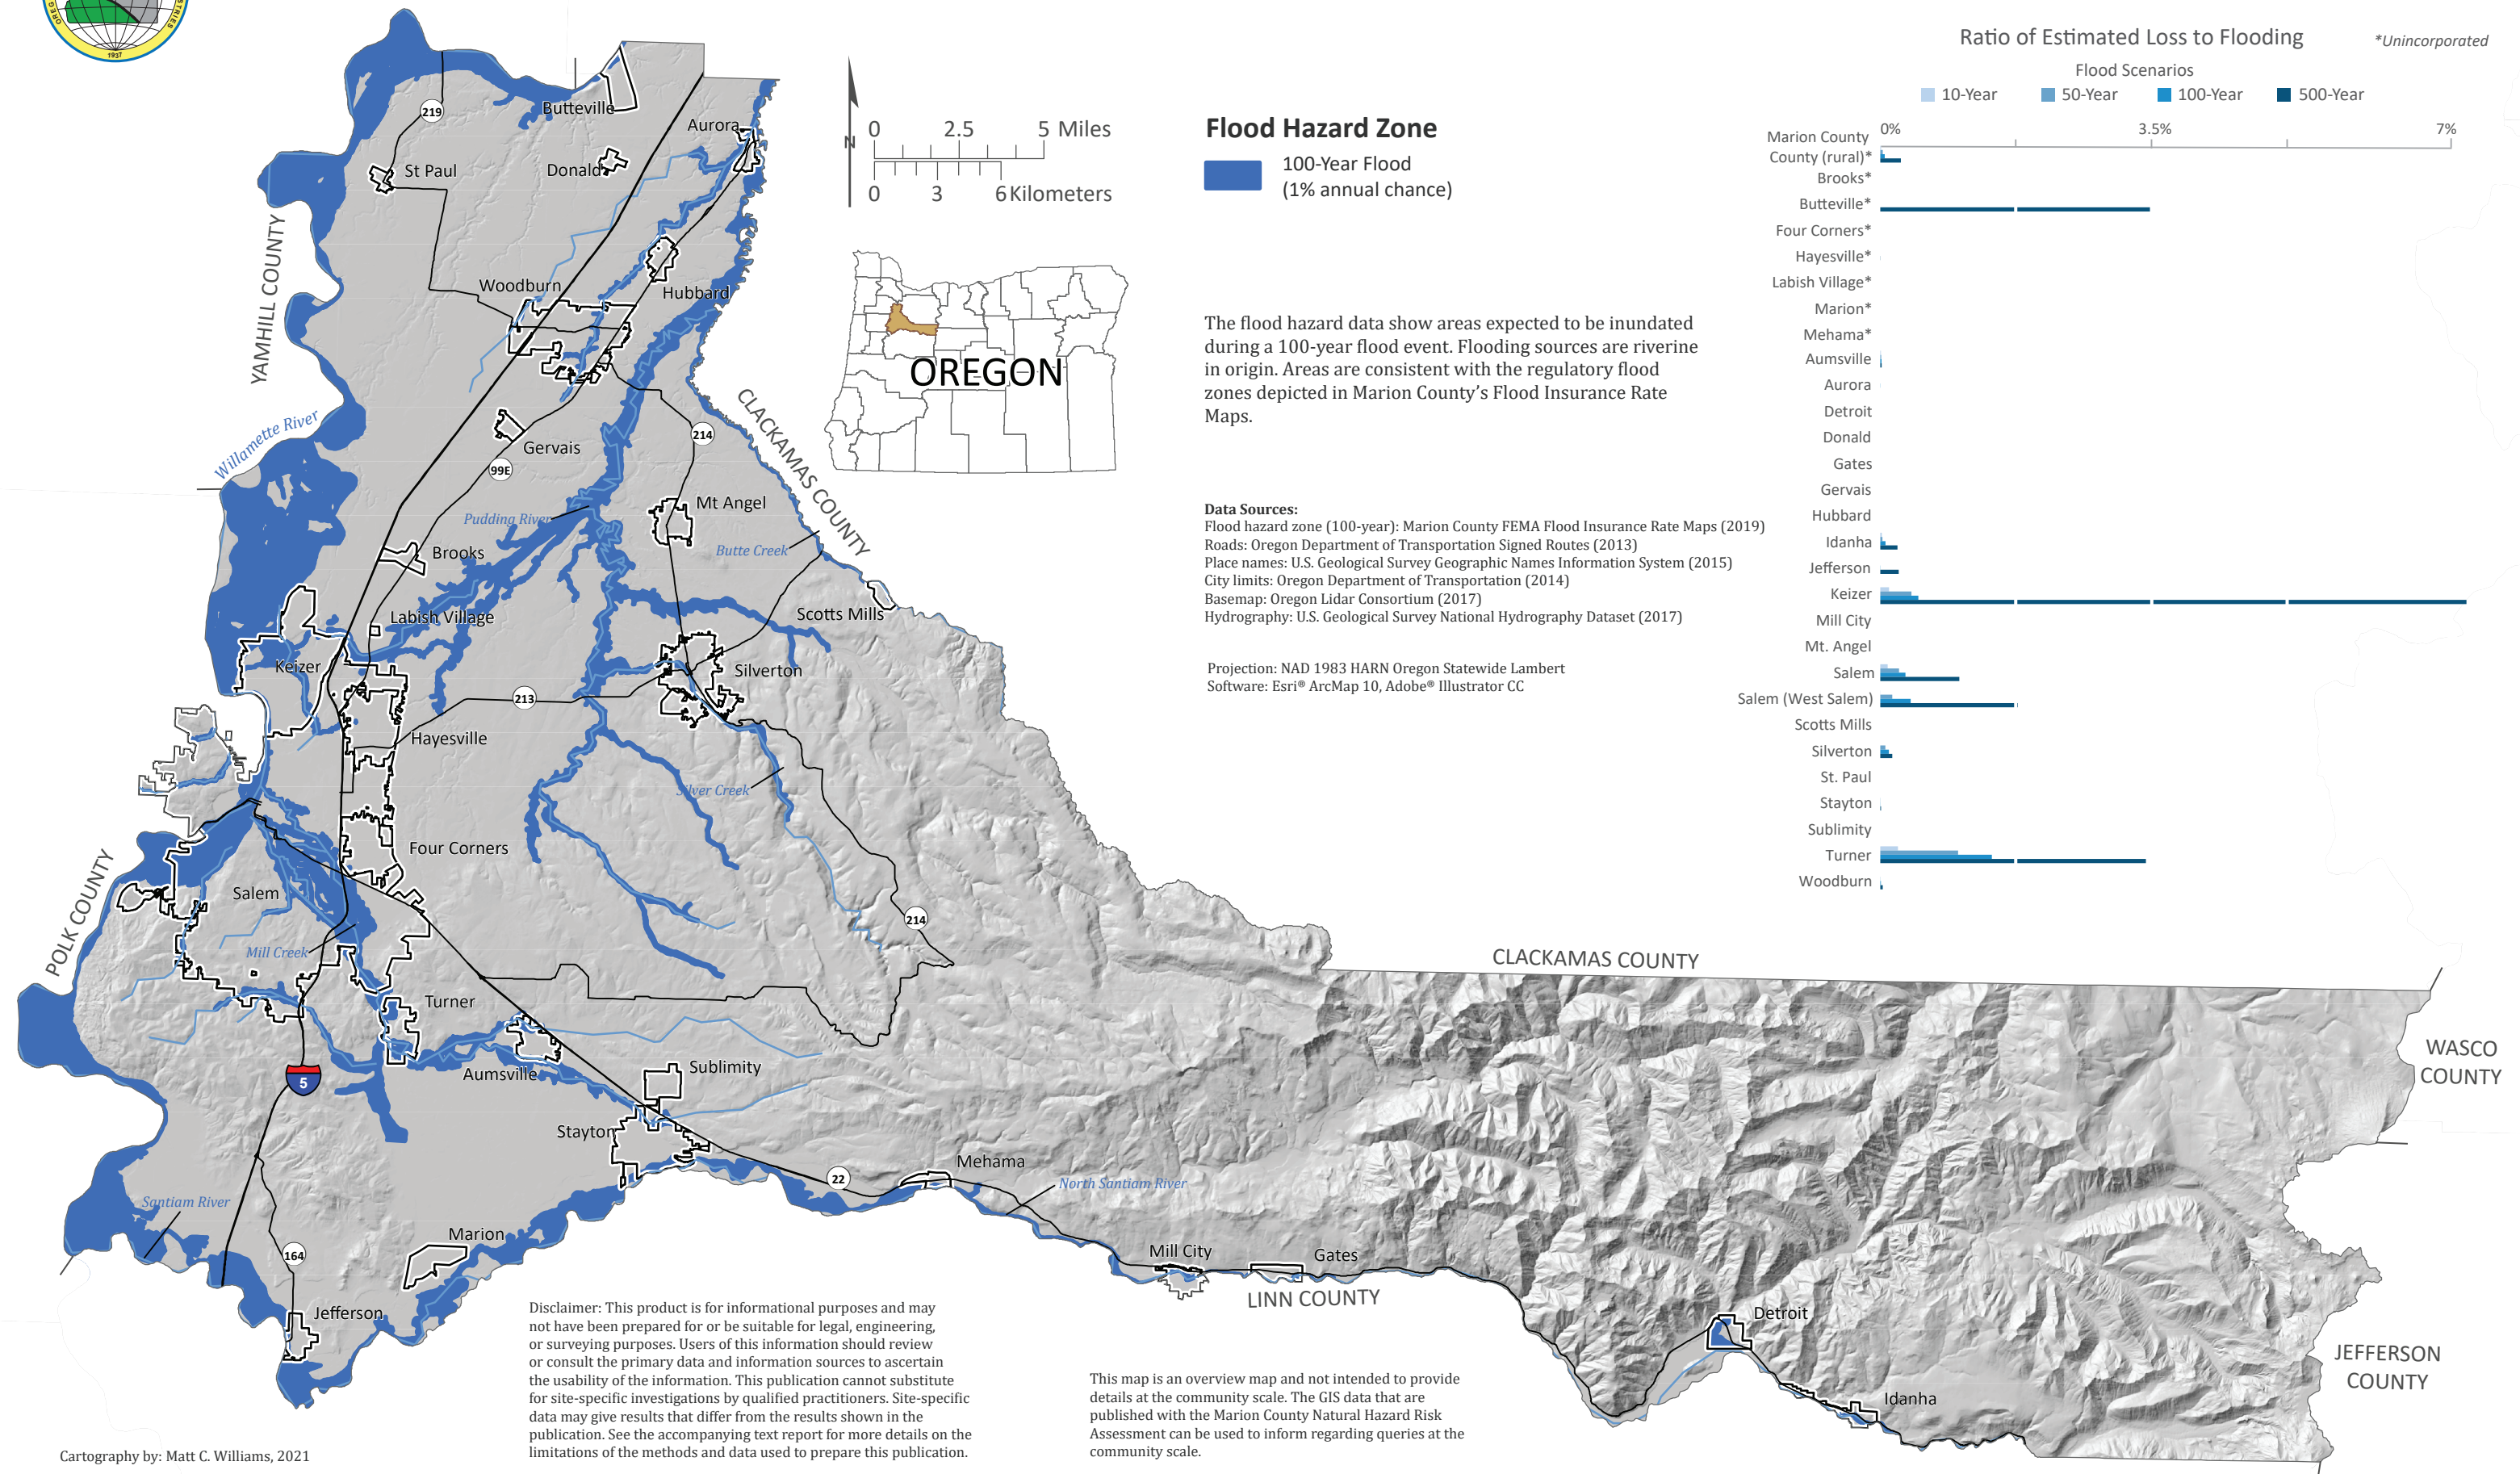 OREG
STRIES
1937
Ratio of Estimated Loss to Flooding
*Unincorporated
Flood Scenarios
10-Year
50-Year
100-Year
500-Year
0%
3.5%
7%
Marion County
County (rural)*
Brooks*
Butteville*
Four Corners*
Hayesville*
Labish Village*
Marion*
Mehama*
Aumsville
Aurora
Detroit
Donald
Gates
Gervais
Hubbard
Idanha
Jefferson
Keizer
Mill City
Mt. Angel
Salem
Salem (West Salem)
Scotts Mills
Silverton
St. Paul
Stayton
Sublimity
Turner
Woodburn
N
0
2.5
5 Miles
0
3
6 Kilometers
Flood Hazard Zone
100-Year Flood
(1% annual chance)
OREGON
The flood hazard data show areas expected to be inundated
during a 100-year flood event. Flooding sources are riverine
in origin. Areas are consistent with the regulatory flood
zones depicted in Marion County's Flood Insurance Rate
Maps.
Data Sources:
Flood hazard zone (100-year): Marion County FEMA Flood Insurance Rate Maps (2019)
Roads: Oregon Department of Transportation Signed Routes (2013)
Place names: U.S. Geological Survey Geographic Names Information System (2015)
City limits: Oregon Department of Transportation (2014)
Basemap: Oregon Lidar Consortium (2017)
Hydrography: U.S. Geological Survey National Hydrography Dataset (2017)
Projection: NAD 1983 HARN Oregon Statewide Lambert
Software: Esri® ArcMap 10, Adobe® Illustrator CC
219
Butteville
Aurora
St Paul
Donald
YAMHILL COUNTY
Woodburn
Hubbard
CLACKAMAS COUNTY
Willamette River
Gervais
214
99E
Mt Angel
Pudding River
Butte Creek
Brooks
Labish Village
Scotts Mills
Keizer
Silverton
213
Hayesville
Silver Creek
Four Corners
POLK COUNTY
Salem
214
Mill Creek
CLACKAMAS COUNTY
Turner
WASCO
COUNTY
5
Aumsville
Sublimity
Stayton
22
Mehama
North Santiam River
Santiam River
Marion
164
Mill City
Gates
LINN COUNTY
Jefferson
Detroit
JEFFERSON
COUNTY
Idanha
Disclaimer: This product is for informational purposes and may
not have been prepared for or be suitable for legal, engineering,
or surveying purposes. Users of this information should review
or consult the primary data and information sources to ascertain
the usability of the information. This publication cannot substitute
for site-specific investigations by qualified practitioners. Site-specific
data may give results that differ from the results shown in the
publication. See the accompanying text report for more details on the
limitations of the methods and data used to prepare this publication.
This map is an overview map and not intended to provide
details at the community scale. The GIS data that are
published with the Marion County Natural Hazard Risk
Assessment can be used to inform regarding queries at the
community scale.
Cartography by: Matt C. Williams, 2021